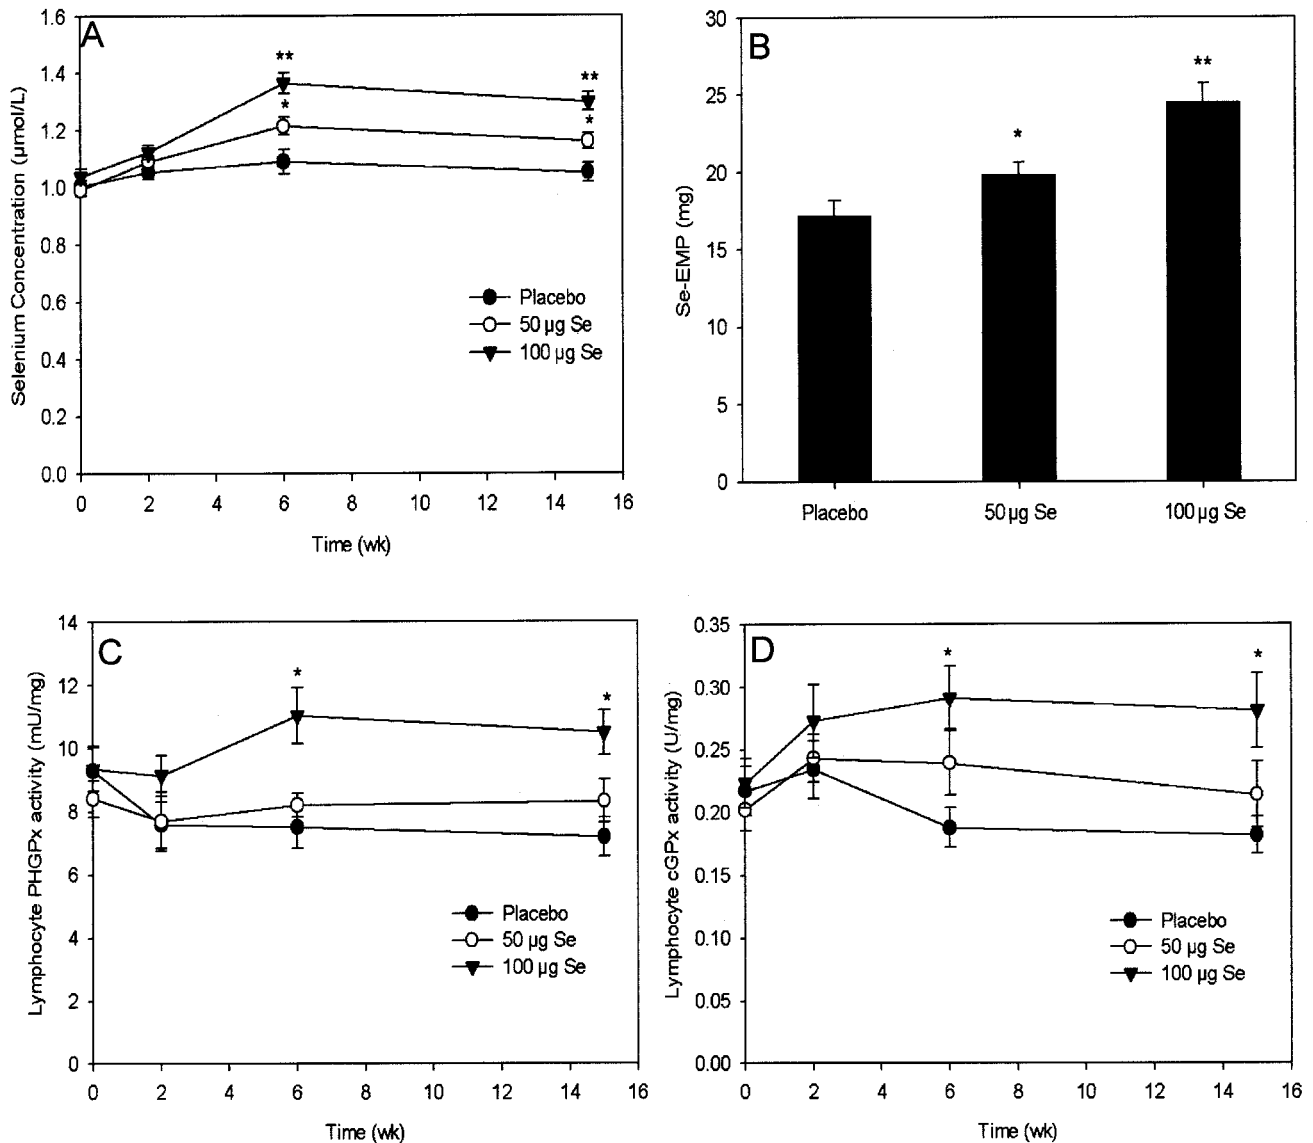 A
Selenium Concentration (µmol/L)
1.6
1.4
1.2
1.0
0.8
0.6
0.4
0.2
0.0
**
*
**
*
Placebo
50 µg Se
100 µg Se
0 2 4 6 8 10 12 14 16
Time (wk)
B
Se-EMP (mg)
30
25
20
15
10
5
0
*
**
Placebo 50 µg Se 100 µg Se
C
Lymphocyte PHGPx activity (mU/mg)
14
12
10
8
6
4
2
0
*
*
Placebo
50 µg Se
100 µg Se
0 2 4 6 8 10 12 14 16
Time (wk)
D
Lymphocyte cGPx activity (U/mg)
0.35
0.30
0.25
0.20
0.15
0.10
0.05
0.00
*
*
Placebo
50 µg Se
100 µg Se
0 2 4 6 8 10 12 14 16
Time (wk)